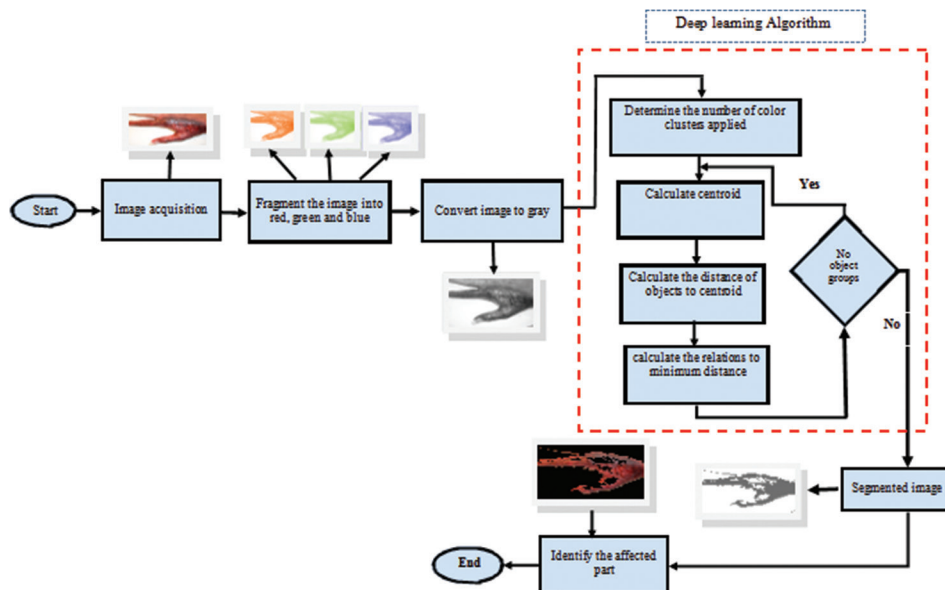 Deep learning Algorithm
Start
Image acquisition
Fragment the image into
red, green and blue
Convert image to gray
Determine the number of color
clusters applied
Calculate centroid
Calculate the distance of
objects to centroid
calculate the relations to
minimum distance
Yes
No
object
groups
No
Segmented image
Identify the affected
part
End